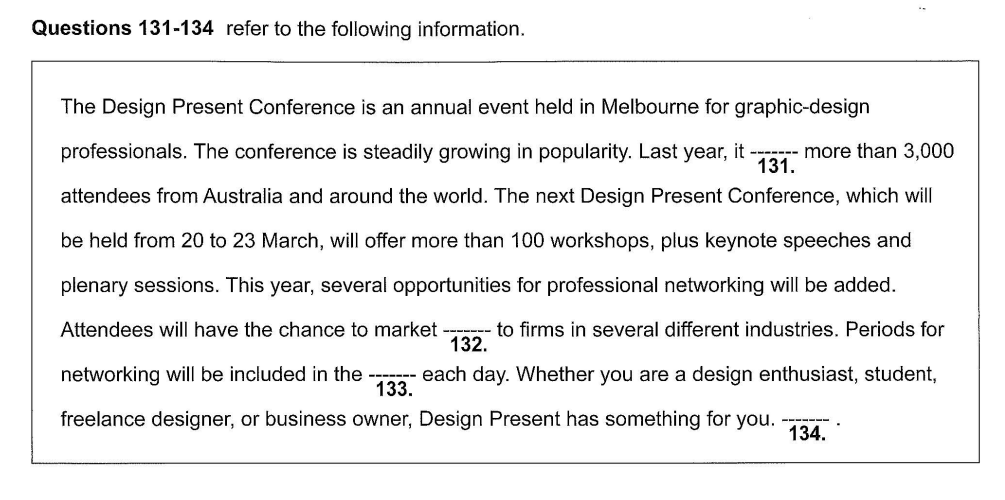 Questions 131-134 refer to the following information.
The Design Present Conference is an annual event held in Melbourne for graphic-design
professionals. The conference is steadily growing in popularity. Last year, it ------- more than 3,000
131.
attendees from Australia and around the world. The next Design Present Conference, which will
be held from 20 to 23 March, will offer more than 100 workshops, plus keynote speeches and
plenary sessions. This year, several opportunities for professional networking will be added.
Attendees will have the chance to market ------- to firms in several different industries. Periods for
132.
networking will be included in the ------- each day. Whether you are a design enthusiast, student,
133.
freelance designer, or business owner, Design Present has something for you. ------- .
134.